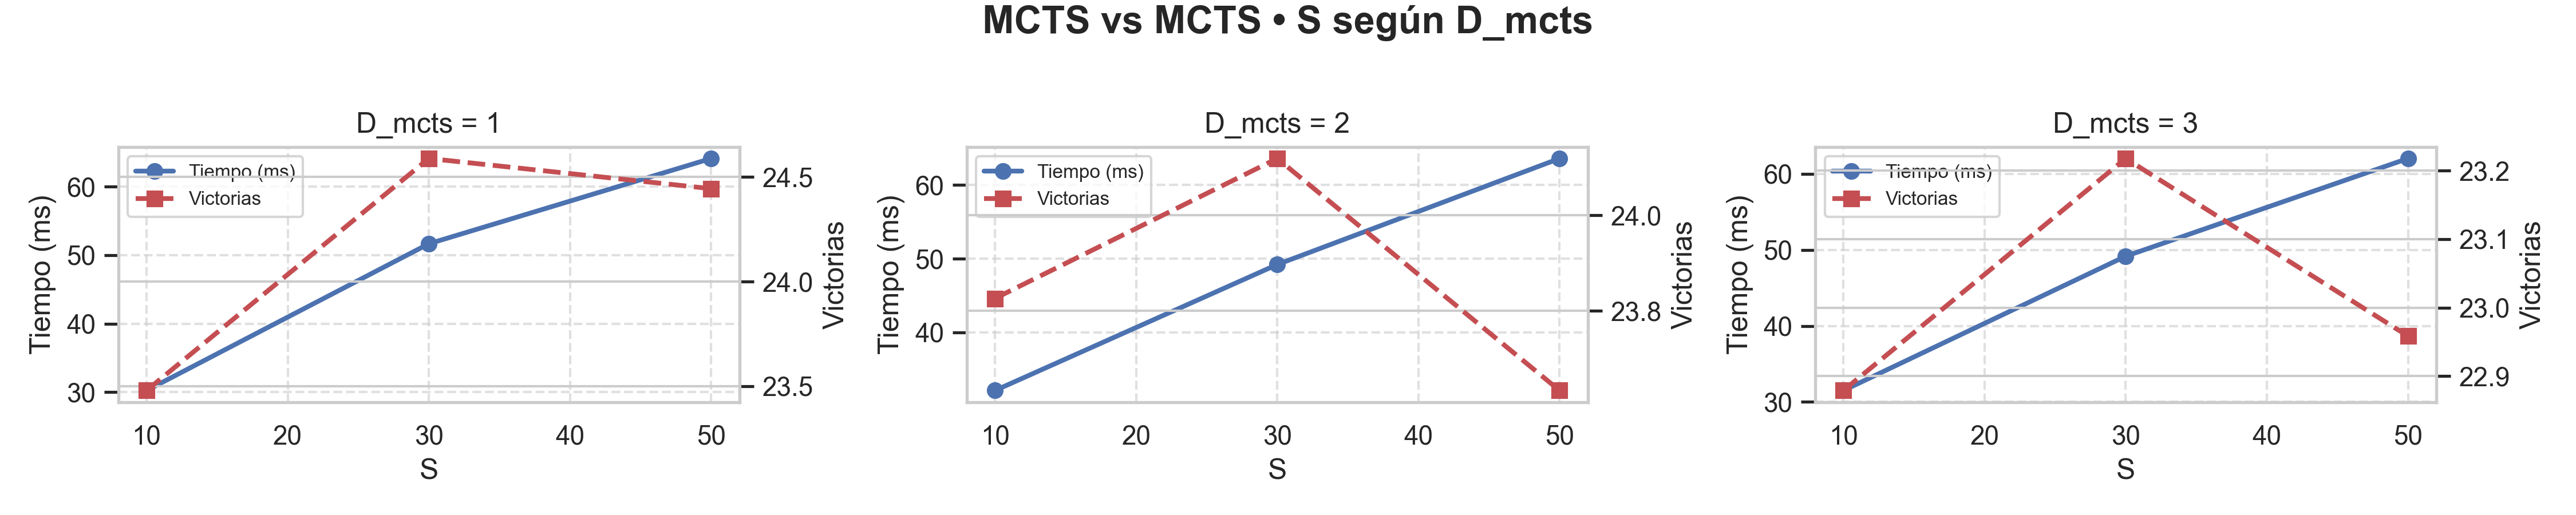 MCTS vs MCTS • S según D_mcts
D_mcts = 1
Tiempo (ms)
Victorias
60
50
40
30
Tiempo (ms)
24.5
24.0
23.5
Victorias
10 20 30 40 50
S
D_mcts = 2
Tiempo (ms)
Victorias
60
50
40
Tiempo (ms)
24.0
23.8
Victorias
10 20 30 40 50
S
D_mcts = 3
Tiempo (ms)
Victorias
60
50
40
30
Tiempo (ms)
23.2
23.1
23.0
22.9
Victorias
10 20 30 40 50
S